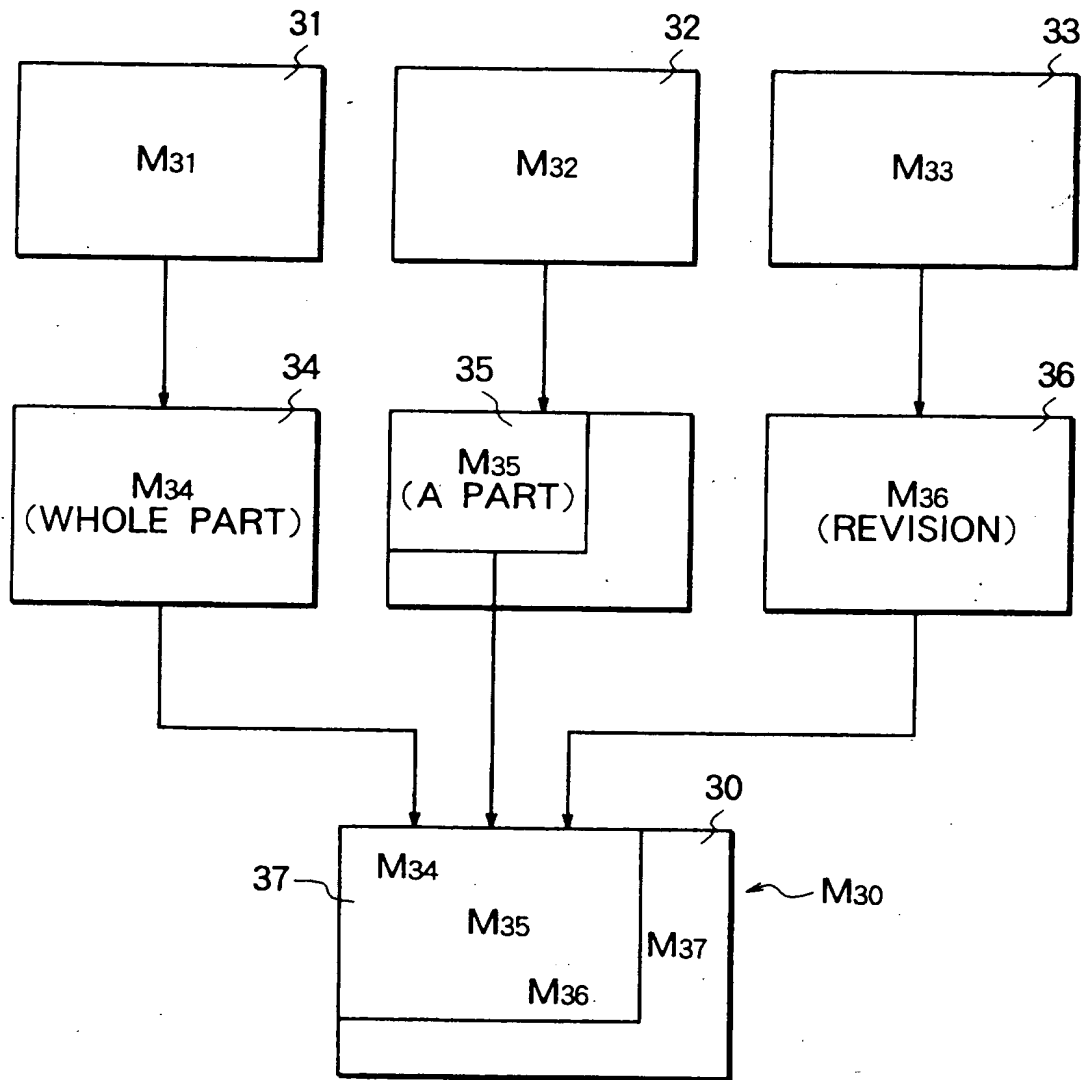 31
32
33
M31
M32
M33
34
35
36
M34
(WHOLE PART)
M35
(A PART)
M36
(REVISION)
30
37
M34
M35
M36
M37
M30